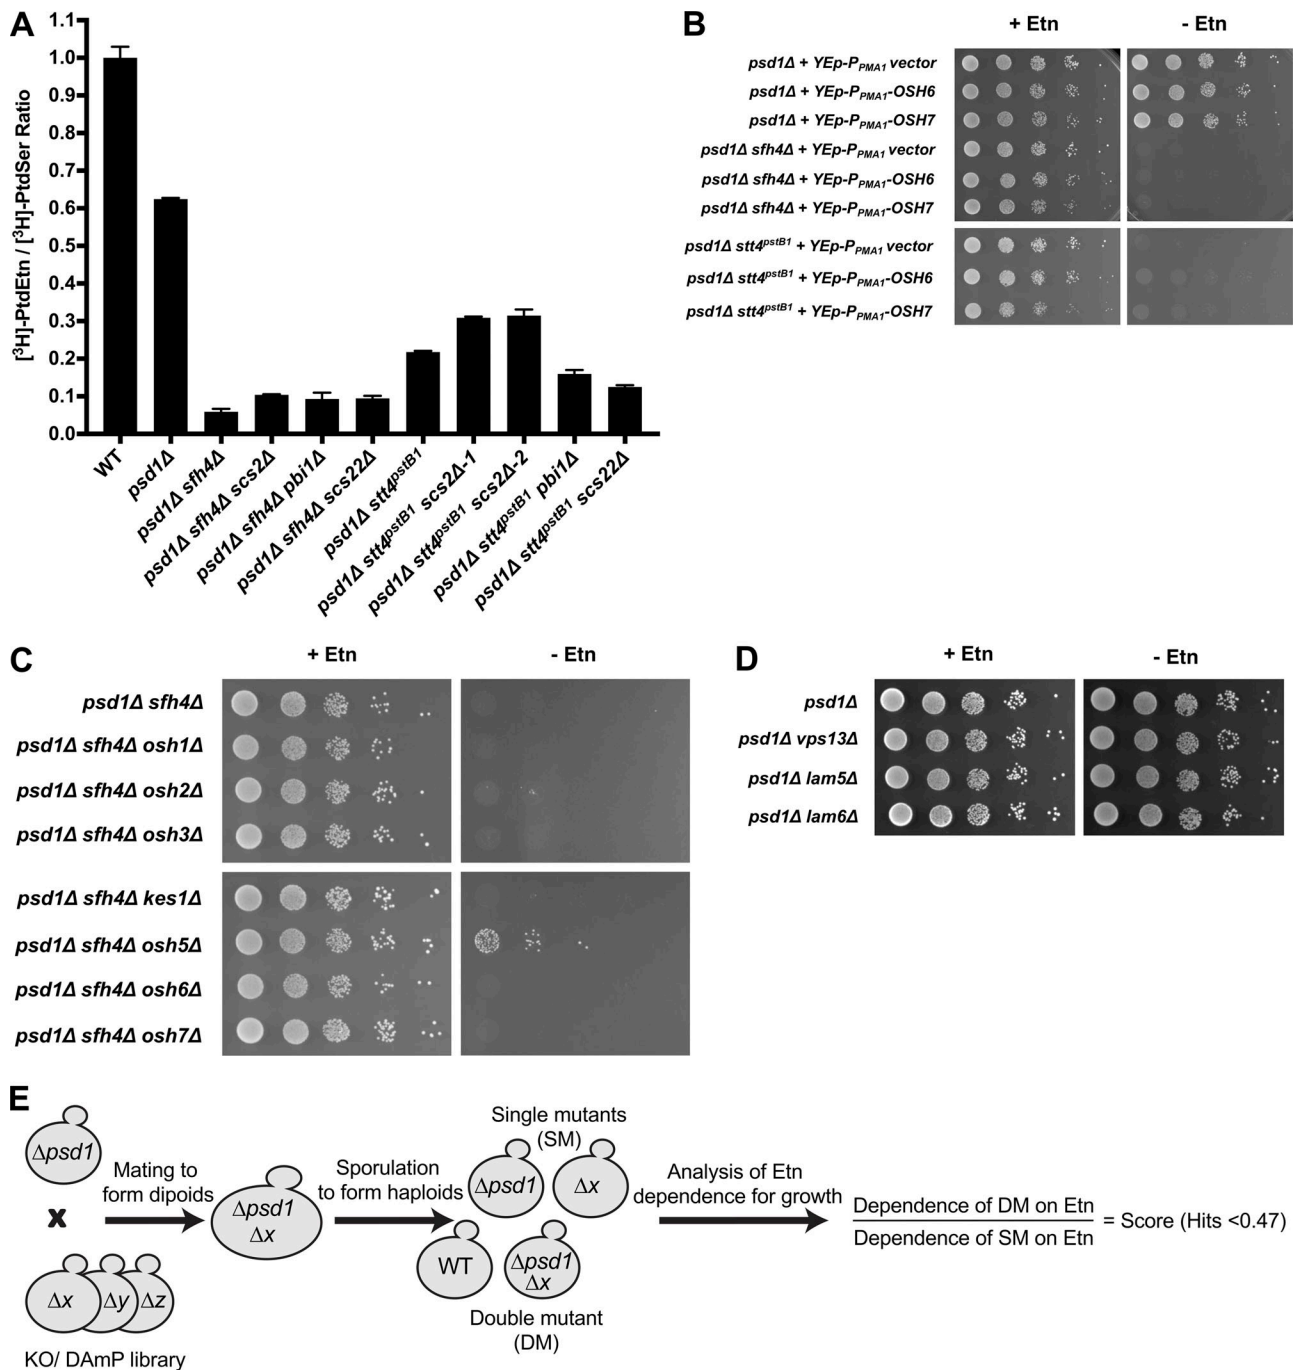 A
[³H]-PtdEtn / [³H]-PtdSer Ratio
1.1
1.0
0.9
0.8
0.7
0.6
0.5
0.4
0.3
0.2
0.1
0.0
WT
psd1Δ
psd1Δ sfh4Δ
psd1Δ sfh4Δ scs2Δ
psd1Δ sfh4Δ pbi1Δ
psd1Δ sfh4Δ scs22Δ
psd1Δ stt4pstB1
psd1Δ stt4pstB1 scs2Δ-1
psd1Δ stt4pstB1 scs2Δ-2
psd1Δ stt4pstB1 pbi1Δ
psd1Δ stt4pstB1 scs22Δ
B
+ Etn
- Etn
psd1Δ + YEp-PPMA1 vector
psd1Δ + YEp-PPMA1-OSH6
psd1Δ + YEp-PPMA1-OSH7
psd1Δ sfh4Δ + YEp-PPMA1 vector
psd1Δ sfh4Δ + YEp-PPMA1-OSH6
psd1Δ sfh4Δ + YEp-PPMA1-OSH7
psd1Δ stt4pstB1 + YEp-PPMA1 vector
psd1Δ stt4pstB1 + YEp-PPMA1-OSH6
psd1Δ stt4pstB1 + YEp-PPMA1-OSH7
C
+ Etn
- Etn
psd1Δ sfh4Δ
psd1Δ sfh4Δ osh1Δ
psd1Δ sfh4Δ osh2Δ
psd1Δ sfh4Δ osh3Δ
psd1Δ sfh4Δ kes1Δ
psd1Δ sfh4Δ osh5Δ
psd1Δ sfh4Δ osh6Δ
psd1Δ sfh4Δ osh7Δ
D
+ Etn
- Etn
psd1Δ
psd1Δ vps13Δ
psd1Δ lam5Δ
psd1Δ lam6Δ
E
Δpsd1
x
Δx
Δy
Δz
KO/ DAmP library
Mating to
form dipoids
Δpsd1
Δx
Sporulation
to form haploids
Single mutants
(SM)
Δpsd1
Δx
WT
Δpsd1
Δx
Double mutant
(DM)
Analysis of Etn
dependence for growth
Dependence of DM on Etn
Dependence of SM on Etn
= Score (Hits <0.47)